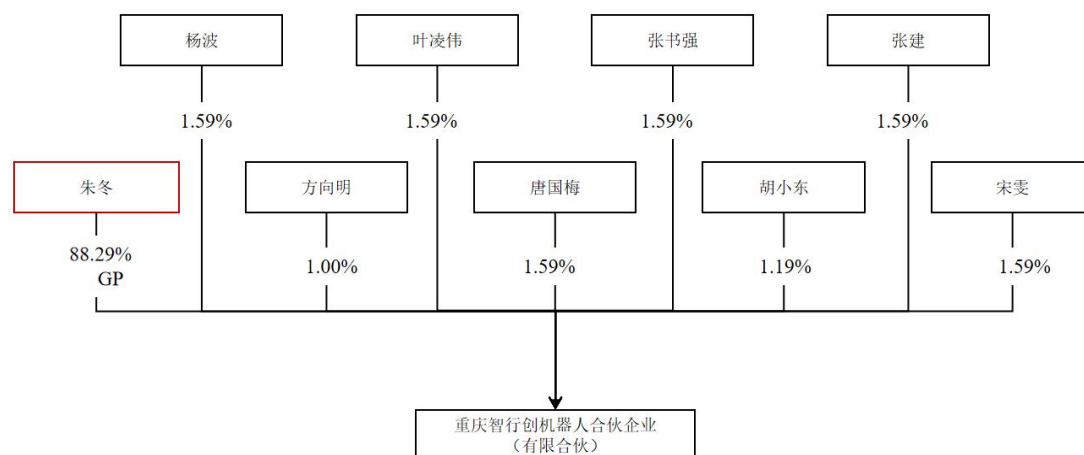 杨波
叶凌伟
张书强
张建
1.59%
1.59%
1.59%
1.59%
朱冬
方向明
唐国梅
胡小东
宋雯
88.29%
GP
1.00%
1.59%
1.19%
1.59%
重庆智行创机器人合伙企业
（有限合伙）